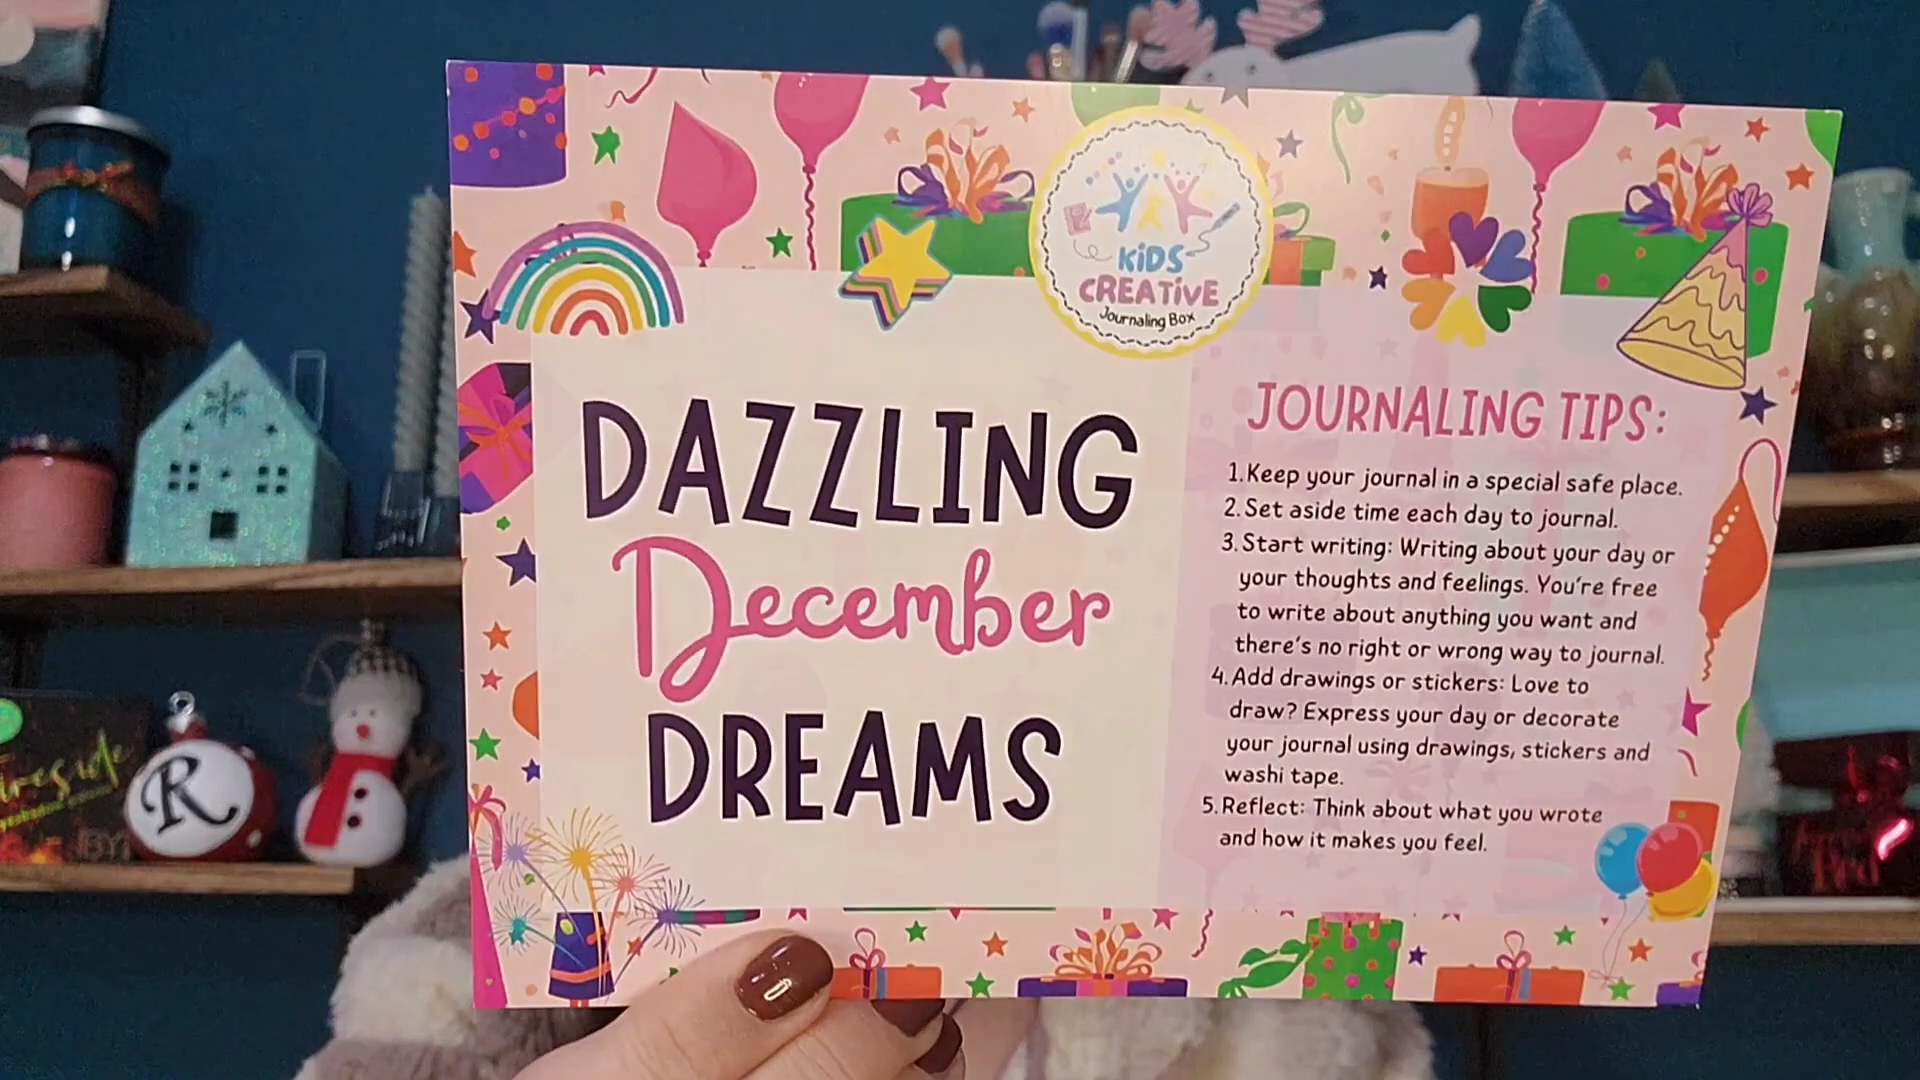 KiDS
CREATiVE
Journaling Box
DAZZLING
December
DREAMS
JOURNALING TIPS:
1. Keep your journal in a special safe place.
2. Set aside time each day to journal.
3. Start writing: Writing about your day or
your thoughts and feelings. You're free
to write about anything you want and
there's no right or wrong way to journal.
4. Add drawings or stickers: Love to
draw? Express your day or decorate
your journal using drawings, stickers and
washi tape.
5. Reflect: Think about what you wrote
and how it makes you feel.
R